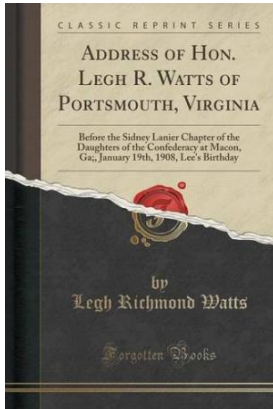 CLASSIC REPRINT SERIES
ADDRESS OF HON.
LEGH R. WATTS OF
PORTSMOUTH, VIRGINIA
Before the Sidney Lanier Chapter of the
Daughters of the Confederacy at Macon,
Ga;, January 19th, 1908, Lee's Birthday
by
Legh Richmond Watts
Forgotten Books